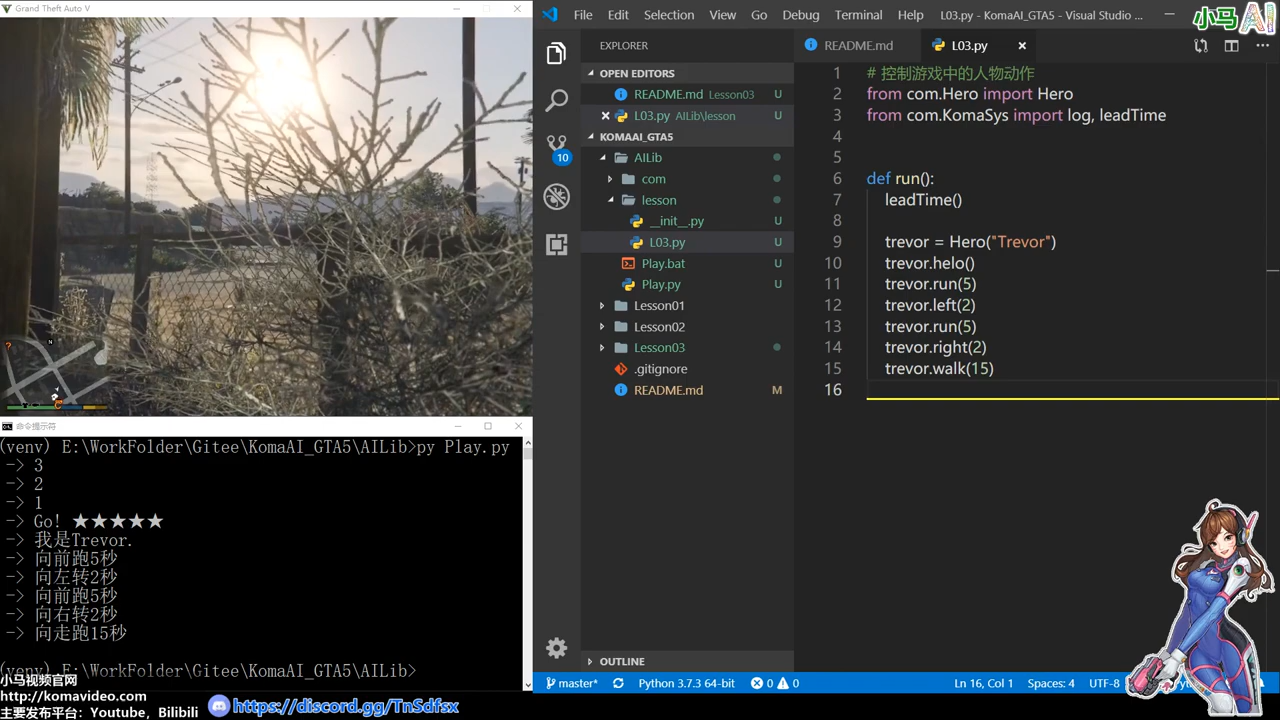 Grand Theft Auto V
N
(venv) E:\WorkFolder\Gitee\KomaAI_GTA5\AILib>py Play.py
-> 3
-> 2
-> 1
-> Go! ★★★★★
-> 我是Trevor.
-> 向前跑5秒
-> 向左转2秒
-> 向前跑5秒
-> 向右转2秒
-> 向走跑15秒
(venv) E:\WorkFolder\Gitee\KomaAI_GTA5\AILib>
命令提示符
小马视频官网
http://komavideo.com
主要发布平台：Youtube，Bilibili
https://discord.gg/TnSdfsx
File Edit Selection View Go Debug Terminal Help L03.py - KomaAI_GTA5 - Visual Studio ...
小马AI
EXPLORER
OPEN EDITORS
README.md Lesson03 U
L03.py AILib\lesson U
KOMAAI_GTA5
AILib
com
lesson
__init__.py U
L03.py U
Play.bat U
Play.py U
Lesson01
Lesson02
Lesson03
.gitignore
README.md M
OUTLINE
10
README.md L03.py
1 # 控制游戏中的人物动作
2 from com.Hero import Hero
3 from com.KomaSys import log, leadTime
4
5
6 def run():
7 leadTime()
8
9 trevor = Hero("Trevor")
10 trevor.helo()
11 trevor.run(5)
12 trevor.left(2)
13 trevor.run(5)
14 trevor.right(2)
15 trevor.walk(15)
16
master* Python 3.7.3 64-bit 0 0 Ln 16, Col 1 Spaces: 4 UTF-8